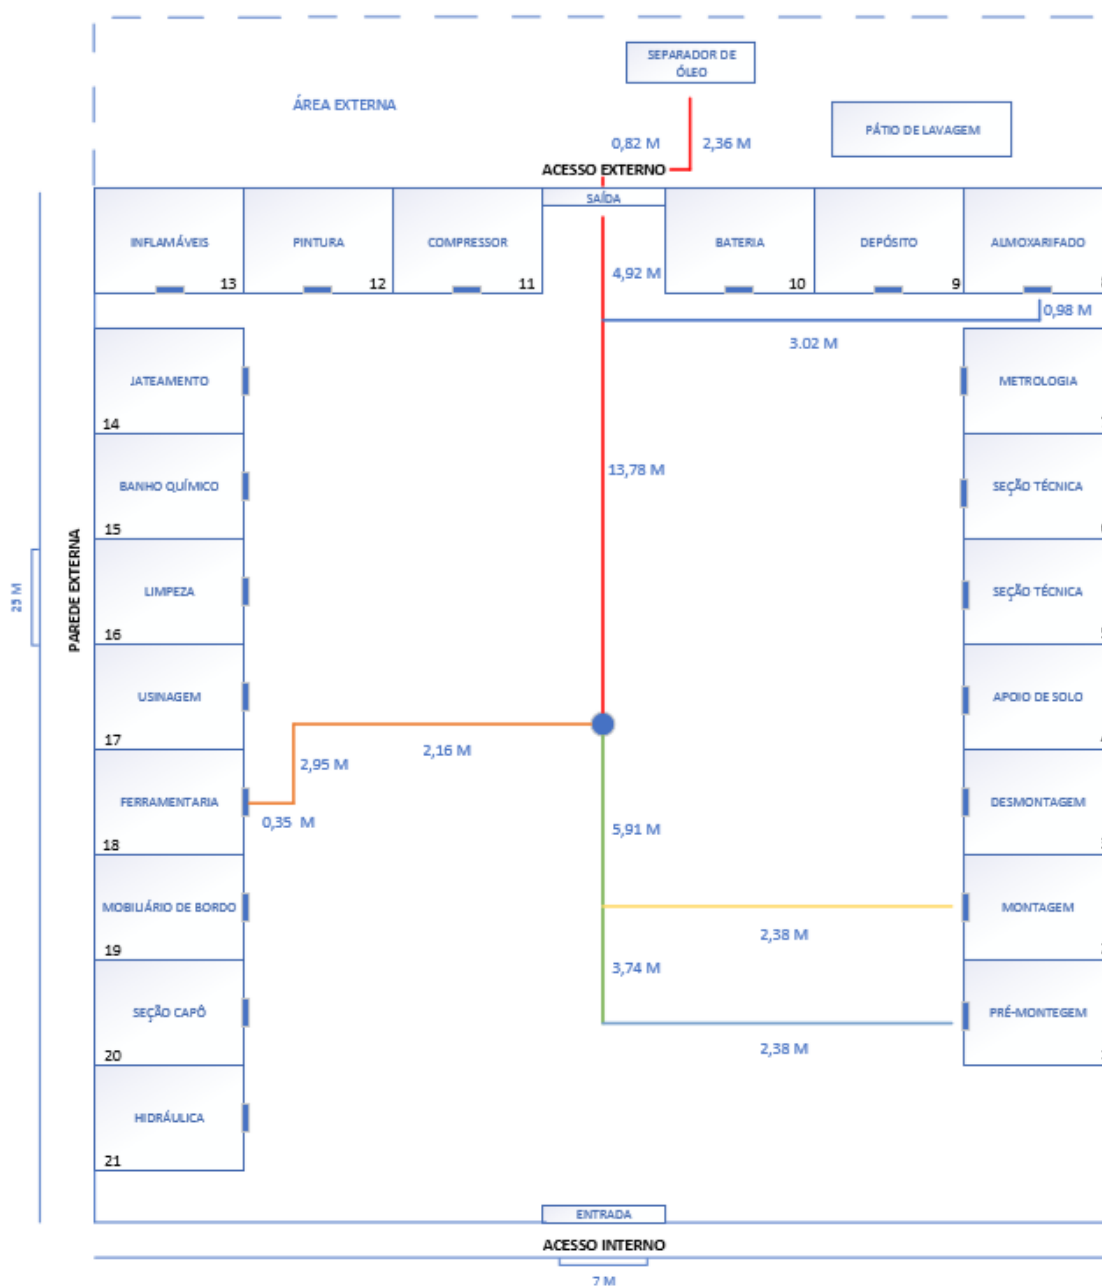 SEPARADOR DE
ÓLEO
ÁREA EXTERNA
PÁTIO DE LAVAGEM
0,82 M
2,36 M
ACESSO EXTERNO
SAÍDA
INFLAMÁVEIS
13
PINTURA
12
COMPRESSOR
11
4,92 M
BATERIA
10
DEPÓSITO
9
ALMOXARIFADO
0,98 M
3.02 M
JATEAMENTO
14
METROLOGIA
13,78 M
BANHO QUÍMICO
15
SEÇÃO TÉCNICA
PAREDE EXTERNA
LIMPEZA
16
SEÇÃO TÉCNICA
USINAGEM
17
APOIO DE SOLO
2,16 M
2,95 M
FERRAMENTARIA
18
0,35 M
5,91 M
DESMONTAGEM
MOBILIÁRIO DE BORDO
19
MONTAGEM
2,38 M
3,74 M
SEÇÃO CAPÔ
20
PRÉ-MONTEGEM
2,38 M
HIDRÁULICA
21
ENTRADA
ACESSO INTERNO
7 M